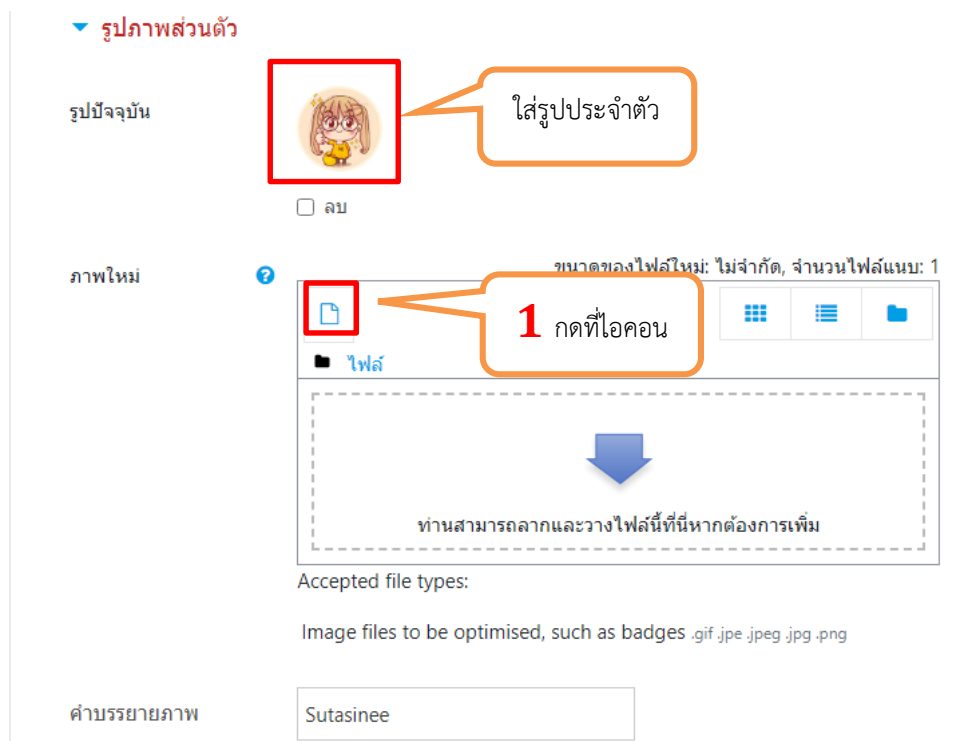 รูปภาพส่วนตัว
รูปปัจจุบัน
ใส่รูปประจำตัว
ลบ
ภาพใหม่
ขนาดของไฟล์ใหม่: ไม่จำกัด, จำนวนไฟล์แนบ: 1
1 กดที่ไอคอน
ไฟล์
ท่านสามารถลากและวางไฟล์นี้ที่นี่หากต้องการเพิ่ม
Accepted file types:
Image files to be optimised, such as badges .gif .jpe .jpeg .jpg .png
คำบรรยายภาพ
Sutasinee